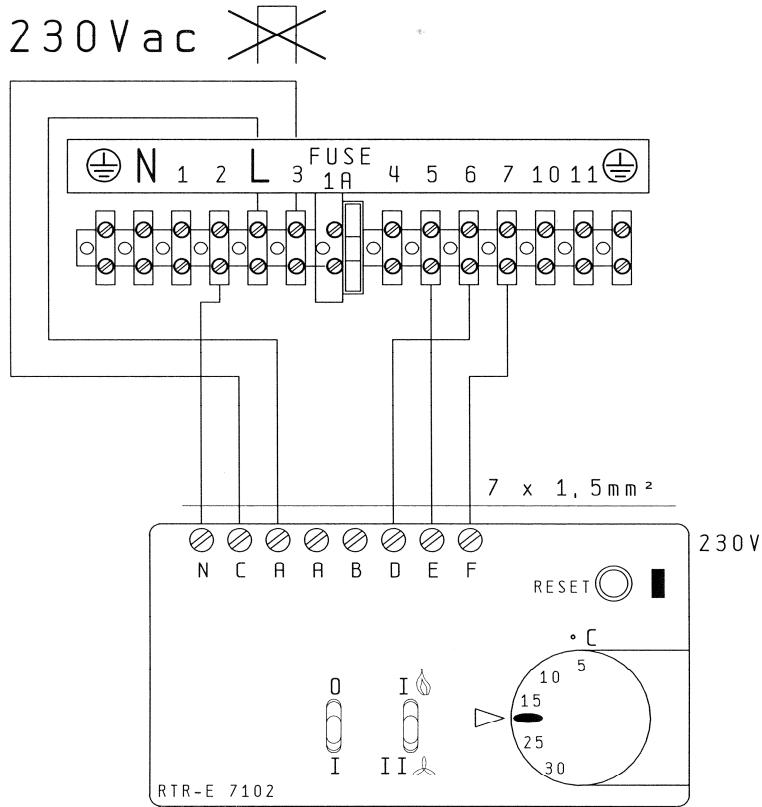 230Vac
N 1 2 L 3 FUSE 1A 4 5 6 7 10 11
7 x 1,5mm²
230V
N C A A B D E F
RESET
°C
5
10
15
25
30
O I
I II
RTR-E 7102